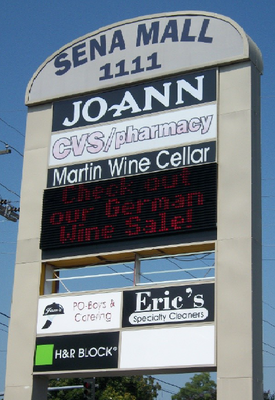 SENA MALL
1111
JO-ANN
CVS/pharmacy
Martin Wine Cellar
Check out
our German
Wine Sale!
PO-Boys &
Catering
Eric's
Specialty Cleaners
H&R BLOCK